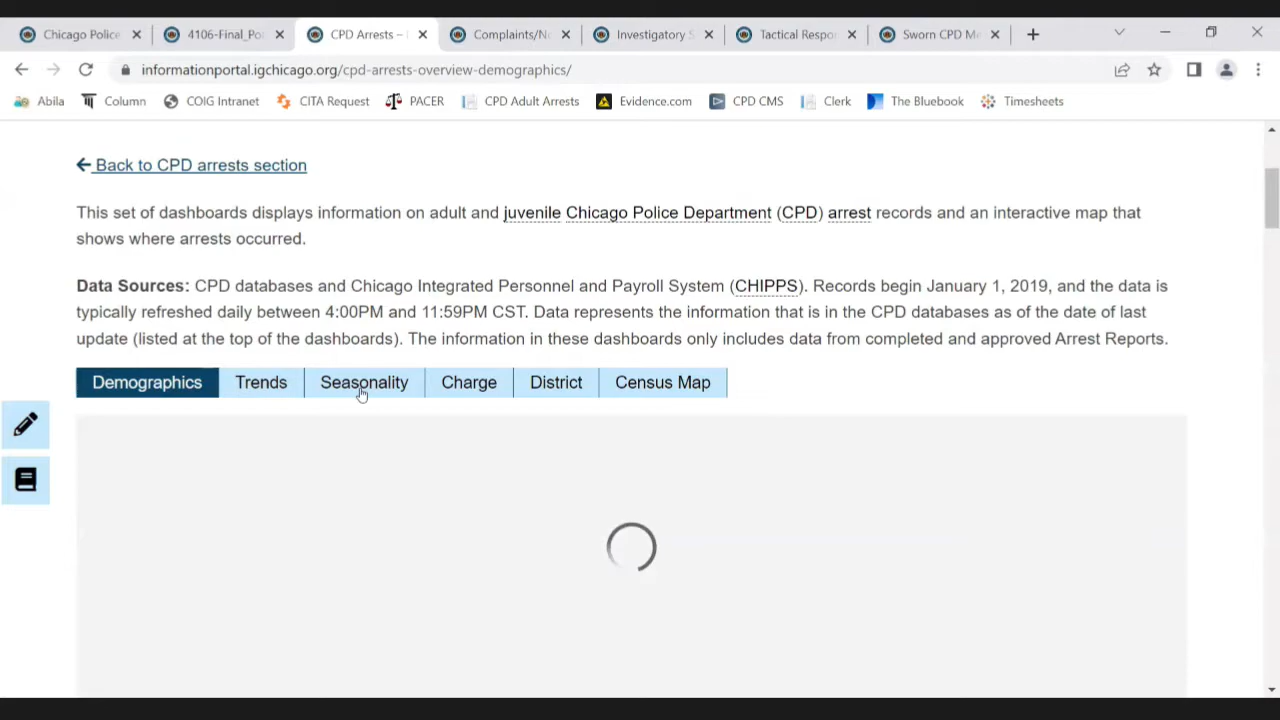 Chicago Police
4106-Final_Po
CPD Arrests –
Complaints/No
Investigatory S
Tactical Respo
Sworn CPD Me
informationportal.igchicago.org/cpd-arrests-overview-demographics/
Abila
Column
COIG Intranet
CITA Request
PACER
CPD Adult Arrests
Evidence.com
CPD CMS
Clerk
The Bluebook
Timesheets
Back to CPD arrests section
This set of dashboards displays information on adult and juvenile Chicago Police Department (CPD) arrest records and an interactive map that
shows where arrests occurred.
Data Sources: CPD databases and Chicago Integrated Personnel and Payroll System (CHIPPS). Records begin January 1, 2019, and the data is
typically refreshed daily between 4:00PM and 11:59PM CST. Data represents the information that is in the CPD databases as of the date of last
update (listed at the top of the dashboards). The information in these dashboards only includes data from completed and approved Arrest Reports.
Demographics
Trends
Seasonality
Charge
District
Census Map